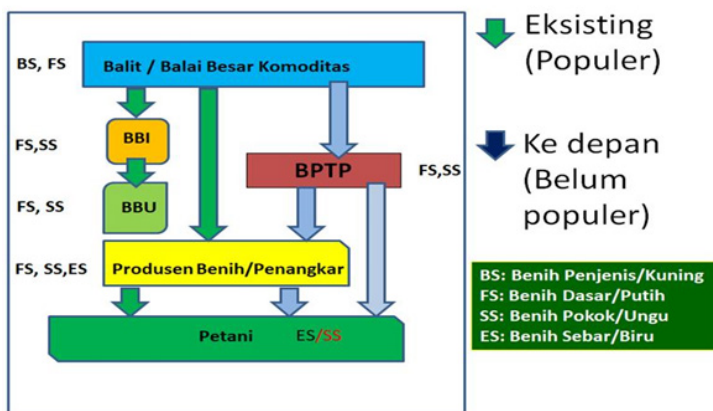 BS, FS
Balit / Balai Besar Komoditas
FS,SS
BBI
BPTP
FS,SS
FS, SS
BBU
FS, SS,ES
Produsen Benih/Penangkar
Petani
ES/SS
Eksisting
(Populer)
Ke depan
(Belum
populer)
BS: Benih Penjenis/Kuning
FS: Benih Dasar/Putih
SS: Benih Pokok/Ungu
ES: Benih Sebar/Biru